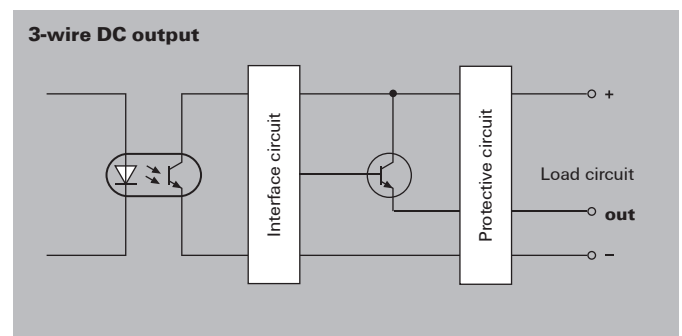 3-wire DC output
Interface circuit
Protective circuit
+
Load circuit
out
−